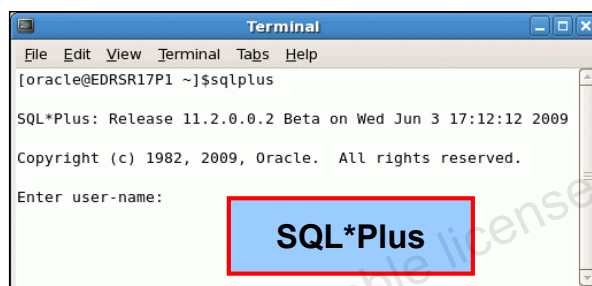 Terminal
File Edit View Terminal Tabs Help
[oracle@EDRSR17P1 ~]$sqlplus
SQL*Plus: Release 11.2.0.0.2 Beta on Wed Jun 3 17:12:12 2009
Copyright (c) 1982, 2009, Oracle.  All rights reserved.
Enter user-name:
SQL*Plus
license